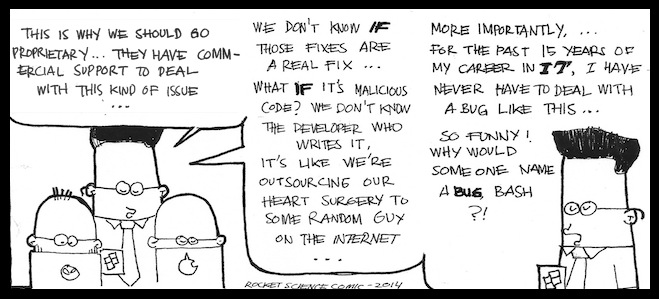 THIS IS WHY WE SHOULD GO
PROPRIETARY... THEY HAVE COMM-
ERCIAL SUPPORT TO DEAL
WITH THIS KIND OF ISSUE
...
WE DON'T KNOW IF
THOSE FIXES ARE
A REAL FIX ...
WHAT IF IT'S MALICIOUS
CODE? WE DON'T KNOW
THE DEVELOPER WHO
WRITES IT,
IT'S LIKE WE'RE
OUTSOURCING OUR
HEART SURGERY TO
SOME RANDOM GUY
ON THE INTERNET
...
MORE IMPORTANTLY, ...
FOR THE PAST 15 YEARS OF
MY CAREER IN IT, I HAVE
NEVER HAVE TO DEAL WITH
A BUG LIKE THIS ...
SO FUNNY!
WHY WOULD
SOMEONE NAME
A BUG, BASH
?!
ROCKET SCIENCE COMIC - 2014